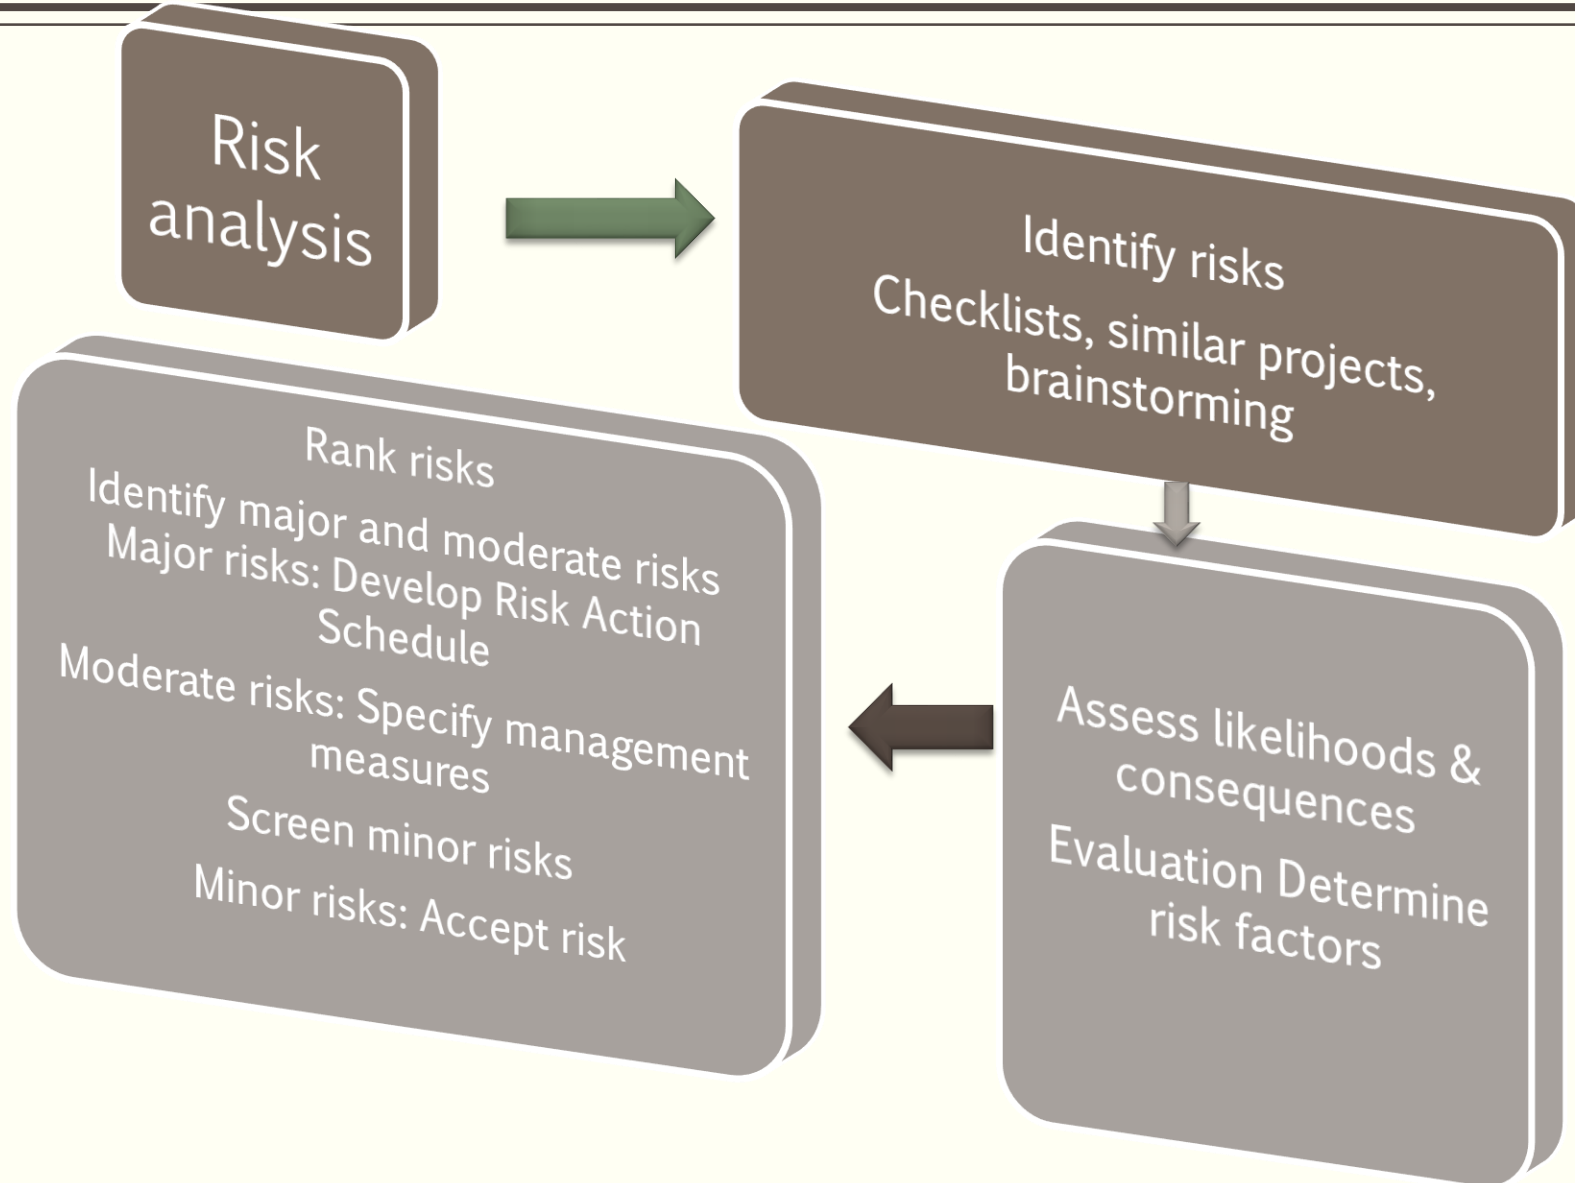 Risk
analysis
Identify risks
Checklists, similar projects,
brainstorming
Assess likelihoods &
consequences
Evaluation Determine
risk factors
Rank risks
Identify major and moderate risks
Major risks: Develop Risk Action
Schedule
Moderate risks: Specify management
measures
Screen minor risks
Minor risks: Accept risk